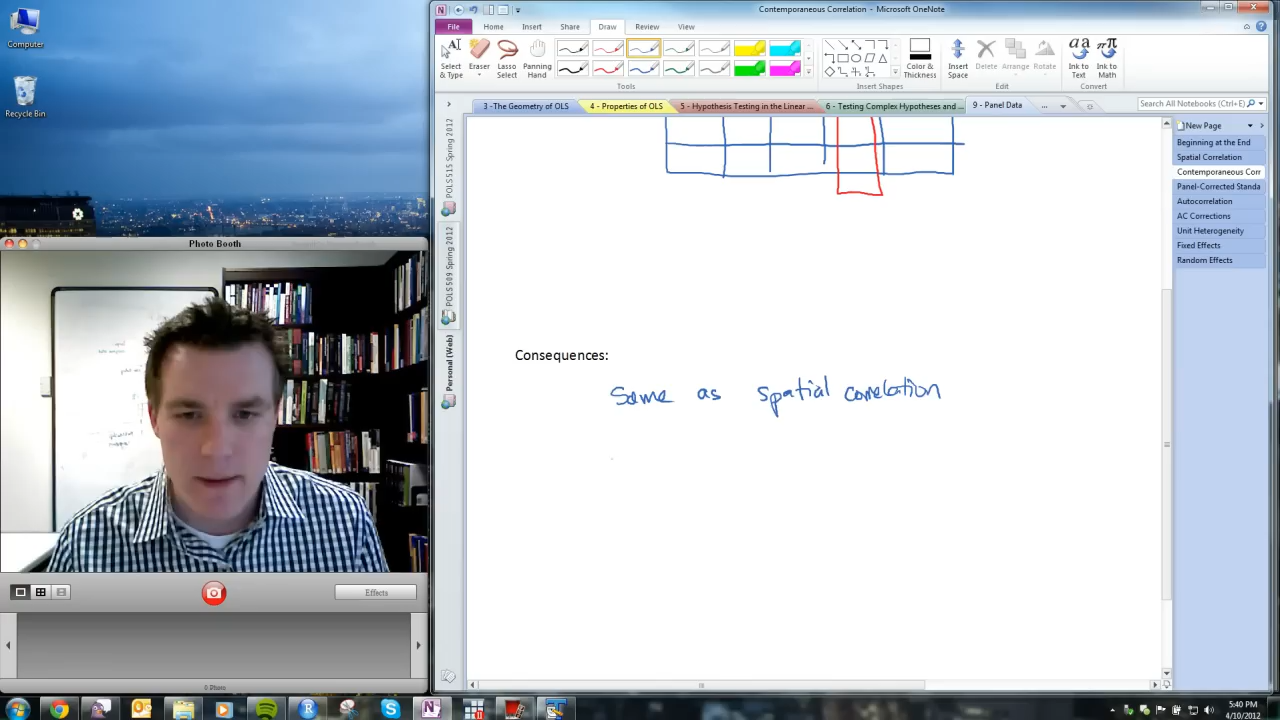 Computer
Recycle Bin
Contemporaneous Correlation - Microsoft OneNote
File Home Insert Share Draw Review View
Select & Type
Eraser
Lasso Select
Panning Hand
Color & Thickness
Insert Space
Delete
Arrange
Rotate
Ink to Text
Ink to Math
Tools
Insert Shapes
Edit
Convert
3 -The Geometry of OLS
4 - Properties of OLS
5 - Hypothesis Testing in the Linear ...
6 - Testing Complex Hypotheses and ...
9 - Panel Data
...
Search All Notebooks (Ctrl+E)
New Page
Beginning at the End
Spatial Correlation
Contemporaneous Corr
Panel-Corrected Standa
Autocorrelation
AC Corrections
Unit Heterogeneity
Fixed Effects
Random Effects
POLS 515 Spring 2012
POLS 509 Spring 2012
Personal (Web)
Photo Booth
Consequences:
Same as spatial correlation
Effects
0 Photo
5:40 PM
4/10/2012